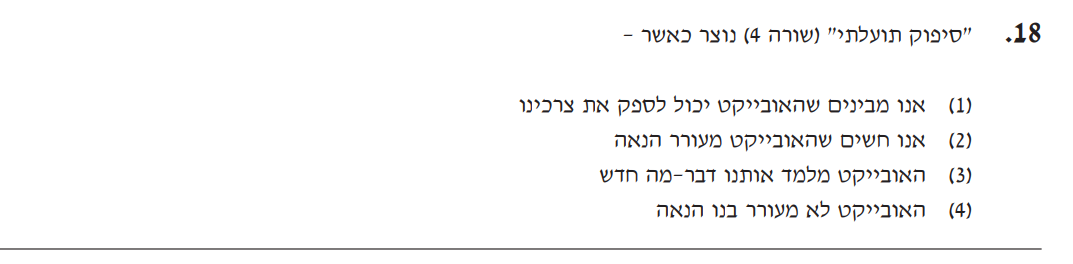 18. "סיפוק תועלתי" (שורה 4) נוצר כאשר –
(1) אנו מבינים שהאובייקט יכול לספק את צרכינו
(2) אנו חשים שהאובייקט מעורר הנאה
(3) האובייקט מלמד אותנו דבר-מה חדש
(4) האובייקט לא מעורר בנו הנאה